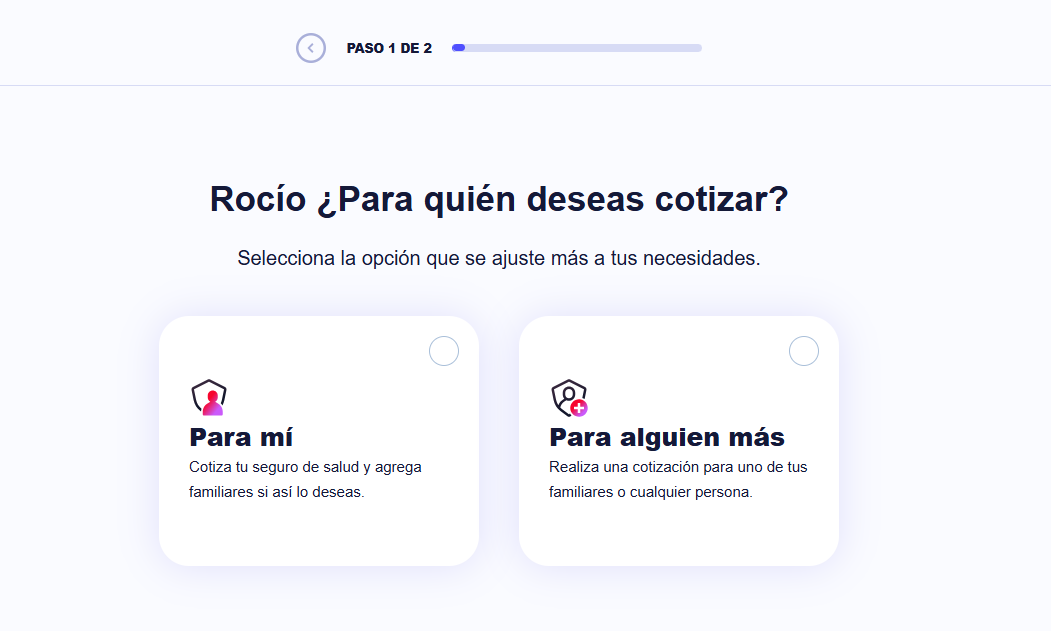 PASO 1 DE 2
Rocío ¿Para quién deseas cotizar?
Selecciona la opción que se ajuste más a tus necesidades.
Para mí
Cotiza tu seguro de salud y agrega
familiares si así lo deseas.
Para alguien más
Realiza una cotización para uno de tus
familiares o cualquier persona.